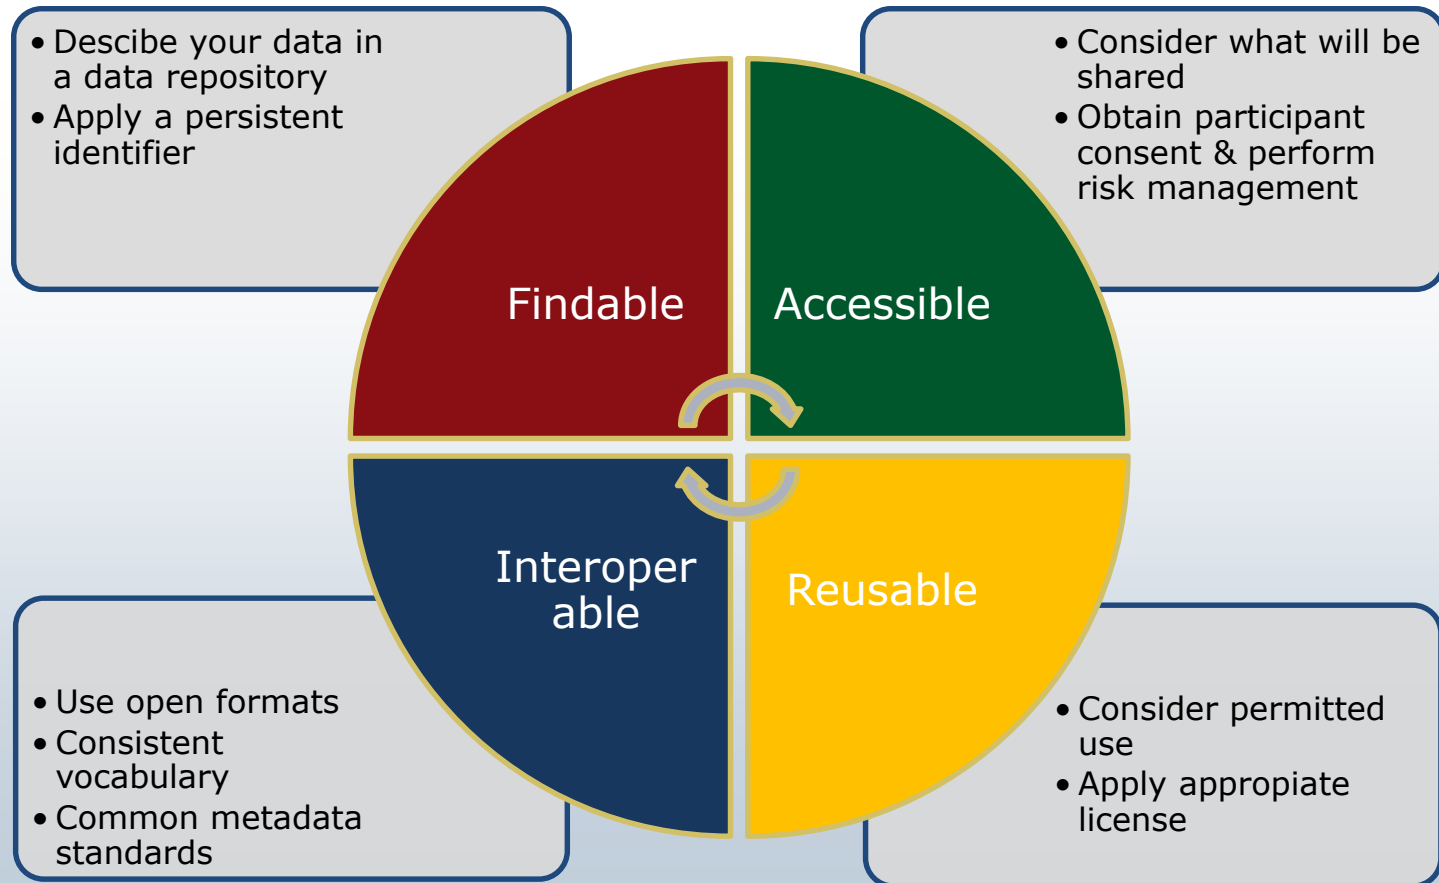 • Descibe your data in
a data repository
• Apply a persistent
identifier
• Consider what will be
shared
• Obtain participant
consent & perform
risk management
Findable
Accessible
Interoper
able
Reusable
• Use open formats
• Consistent
vocabulary
• Common metadata
standards
• Consider permitted
use
• Apply appropiate
license